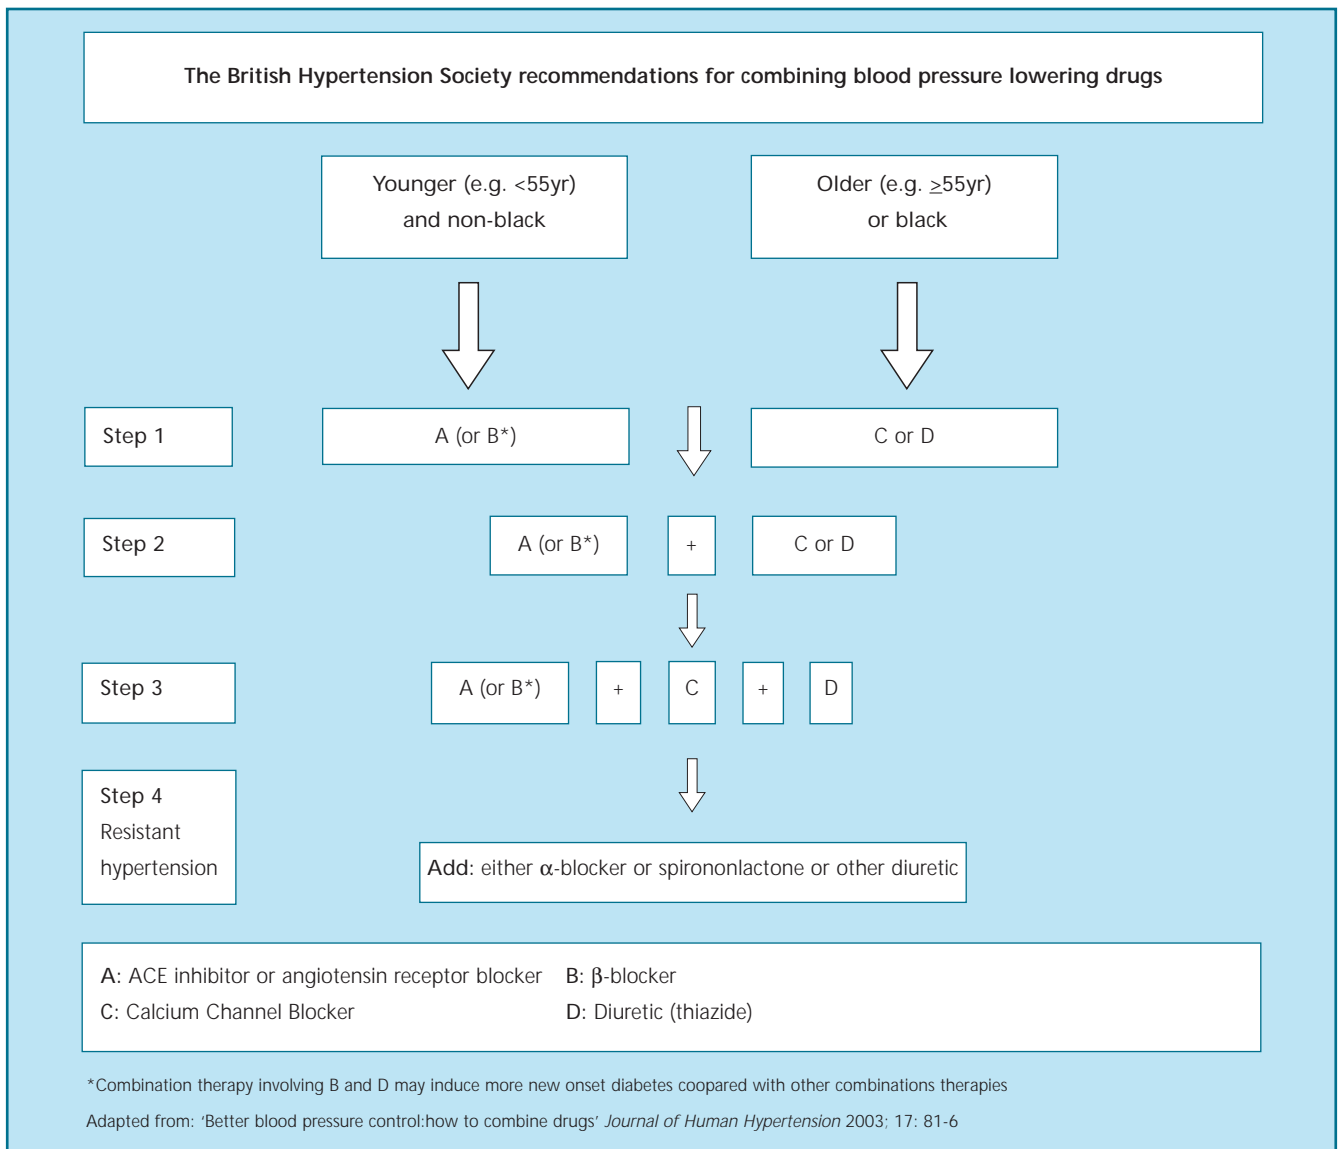 The British Hypertension Society recommendations for combining blood pressure lowering drugs
Younger (e.g. <55yr)
and non-black
Older (e.g. ≥55yr)
or black
Step 1
A (or B*)
C or D
Step 2
A (or B*)
+
C or D
Step 3
A (or B*)
+
C
+
D
Step 4
Resistant
hypertension
Add: either α-blocker or spirononlactone or other diuretic
A: ACE inhibitor or angiotensin receptor blocker B: β-blocker
C: Calcium Channel Blocker D: Diuretic (thiazide)
*Combination therapy involving B and D may induce more new onset diabetes coopared with other combinations therapies
Adapted from: ‘Better blood pressure control:how to combine drugs’ Journal of Human Hypertension 2003; 17: 81-6